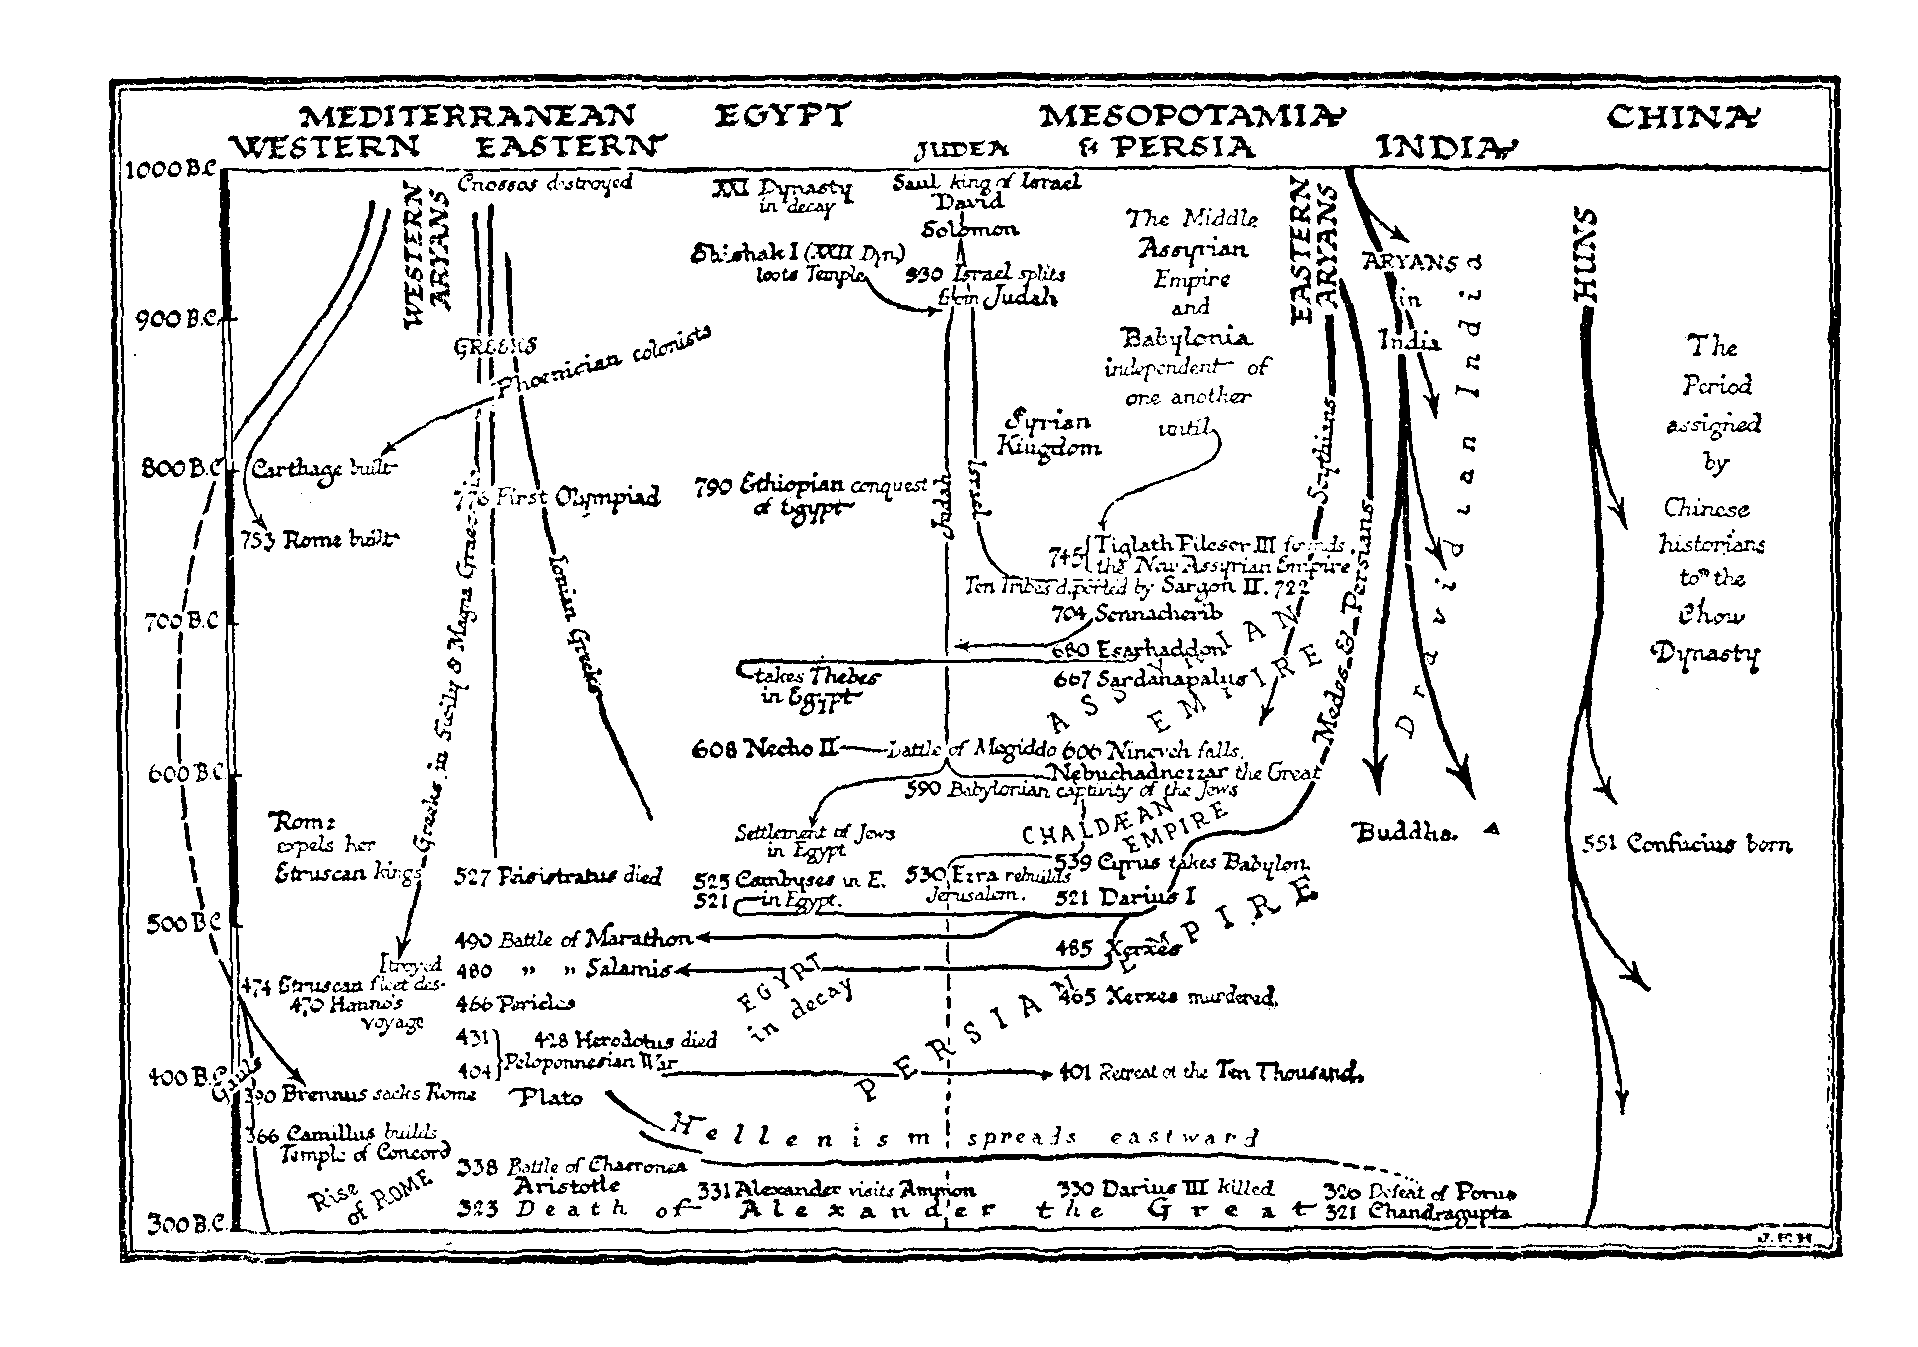 MEDITERRANEAN
WESTERN EASTERN
EGYPT
JUDEA
MESOPOTAMIA
& PERSIA
INDIA
CHINA
1000 B.C
900 B.C
800 B.C
700 B.C
600 B.C
500 B.C
400 B.C
300 B.C
WESTERN
ARYANS
Carthage built
753 Rome built
Rome
expels her
Etruscan kings
474 Etruscan fleet des-
troyed
470 Hanno's
voyage
Gauls
390 Brennus sacks Rome
366 Camillus builds
Temple of Concord
Rise
of ROME
Cnossos destroyed
GREEKS
Phoenician colonists
776 First Olympiad
Greeks in Sicily & Magna Graecia
Ionian Greeks
527 Peisistratus died
490 Battle of Marathon
480 " " Salamis
466 Pericles
431
404
428 Herodotus died
Peloponnesian War
Plato
338 Battle of Chaeronea
Aristotle
323 Death of Alexander the Great
XXI Dynasty
in decay
Shishak I (XXII Dyn)
loots Temple
790 Ethiopian conquest
of Egypt
takes Thebes
in Egypt
608 Necho II
Battle of Megiddo
Settlement of Jews
in Egypt
525 Cambyses in E.
521
in Egypt.
EGYPT
in decay
Hellenism spreads eastward
331 Alexander visits Ammon
Saul king of Israel
David
Solomon
930 Israel splits
from Judah
Judah
Israel
Syrian
Kingdom
590 Babylonian captivity of the Jews
530 Ezra rebuilds
Jerusalem.
The Middle
Assyrian
Empire
and
Babylonia
independent of
one another
until
745 Tiglath Pileser III founds
the New Assyrian Empire
Ten Tribes deported by Sargon II. 722
704 Sennacherib
680 Esarhaddon
667 Sardanapalus
ASSYRIAN
EMPIRE
606 Nineveh falls.
Nebuchadnezzar the Great
CHALDÆAN
EMPIRE
539 Cyrus takes Babylon.
521 Darius I
485 Xerxes
465 Xerxes murdered.
PERSIAN EMPIRE
401 Retreat of the Ten Thousand.
330 Darius III killed
EASTERN
ARYANS
Scythians
Medes & Persians
ARYANS
in
India
Dravidian India
Buddha.
320 Defeat of Porus
321 Chandragupta
HUNS
The
Period
assigned
by
Chinese
historians
to the
Chow
Dynasty
551 Confucius born
J.F.H